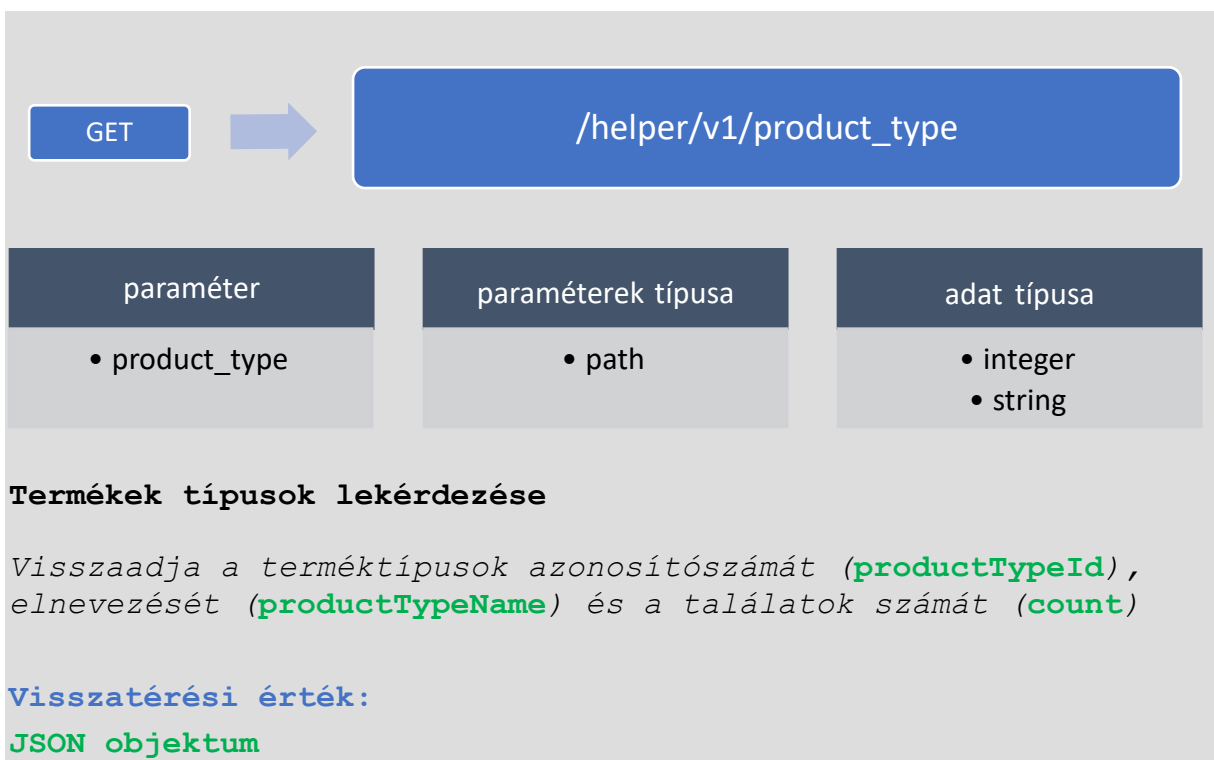 GET
/helper/v1/product_type
paraméter
paraméterek típusa
adat típusa
• product_type
• path
• integer
• string
Termékek típusok lekérdezése
Visszaadja a terméktípusok azonosítószámát (productTypeId),
elnevezését (productTypeName) és a találatok számát (count)
Visszatérési érték:
JSON objektum